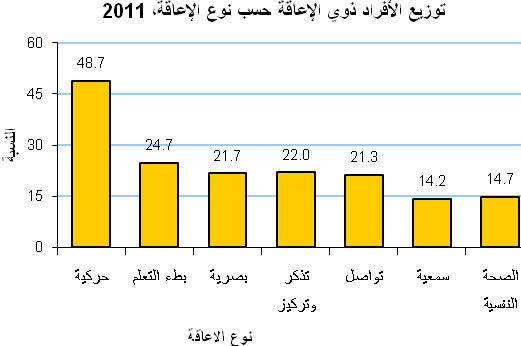 توزيع الأفراد ذوي الإعاقة حسب نوع الإعاقة، 2011
النسبة
60
45
30
15
0
48.7
24.7
21.7
22.0
21.3
14.2
14.7
حركية
بطء التعلم
بصرية
تذكر
وتركيز
تواصل
سمعية
الصحة
النفسية
نوع الاعاقة